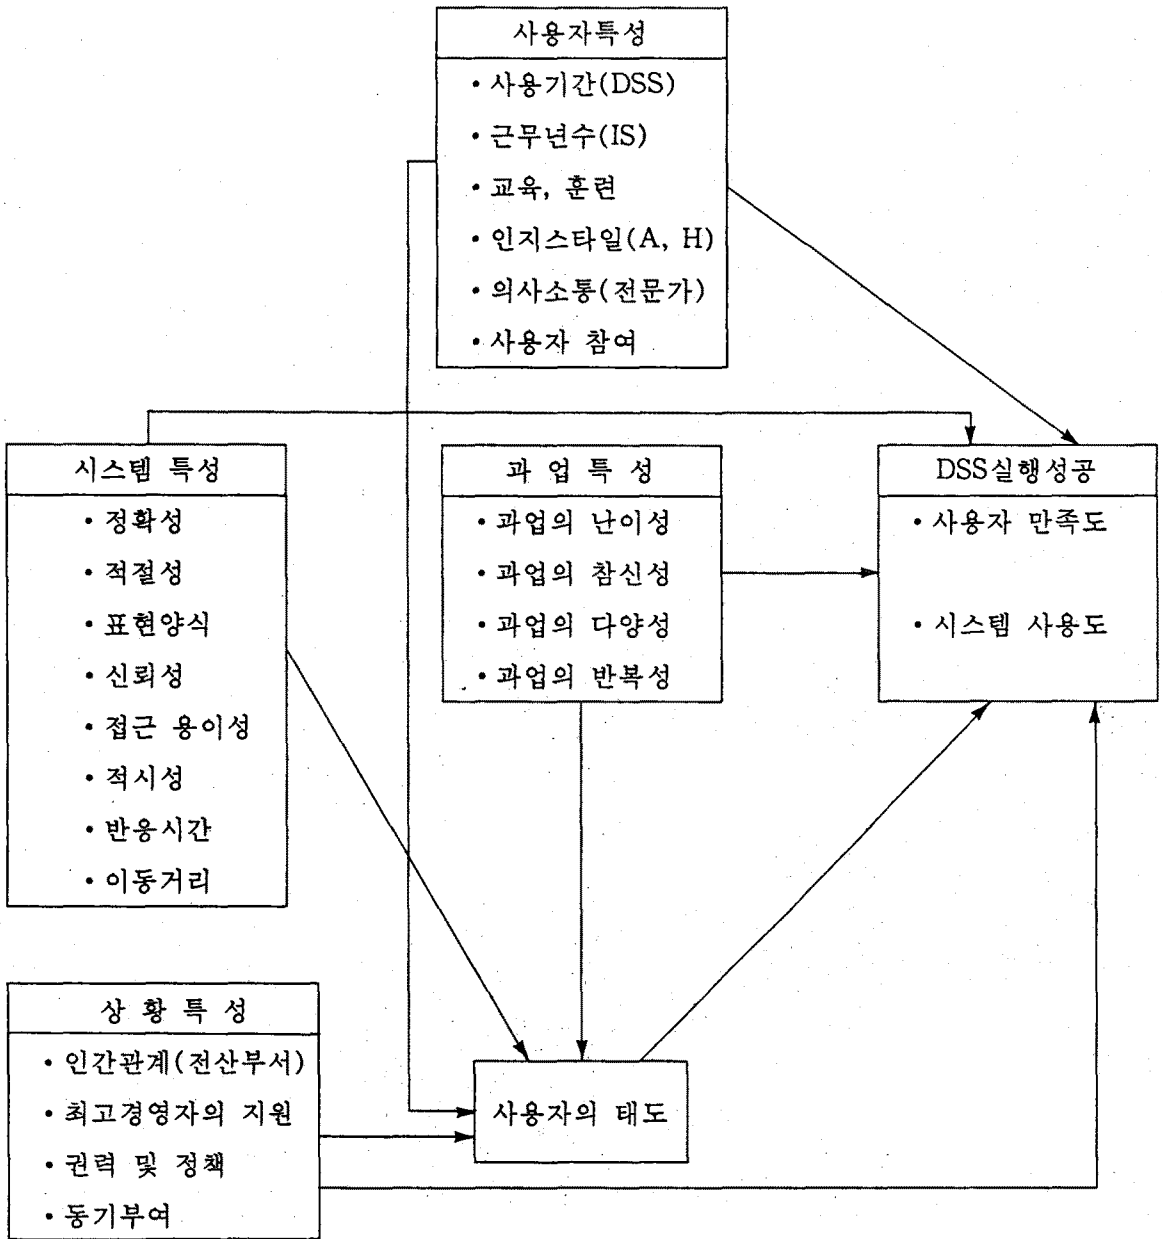 사용자특성
• 사용기간(DSS)
• 근무년수(IS)
• 교육, 훈련
• 인지스타일(A, H)
• 의사소통(전문가)
• 사용자 참여
시스템 특성
• 정확성
• 적절성
• 표현양식
• 신뢰성
• 접근 용이성
• 적시성
• 반응시간
• 이동거리
과 업 특 성
• 과업의 난이성
• 과업의 참신성
• 과업의 다양성
• 과업의 반복성
DSS실행성공
• 사용자 만족도
• 시스템 사용도
상 황 특 성
• 인간관계(전산부서)
• 최고경영자의 지원
• 권력 및 정책
• 동기부여
사용자의 태도